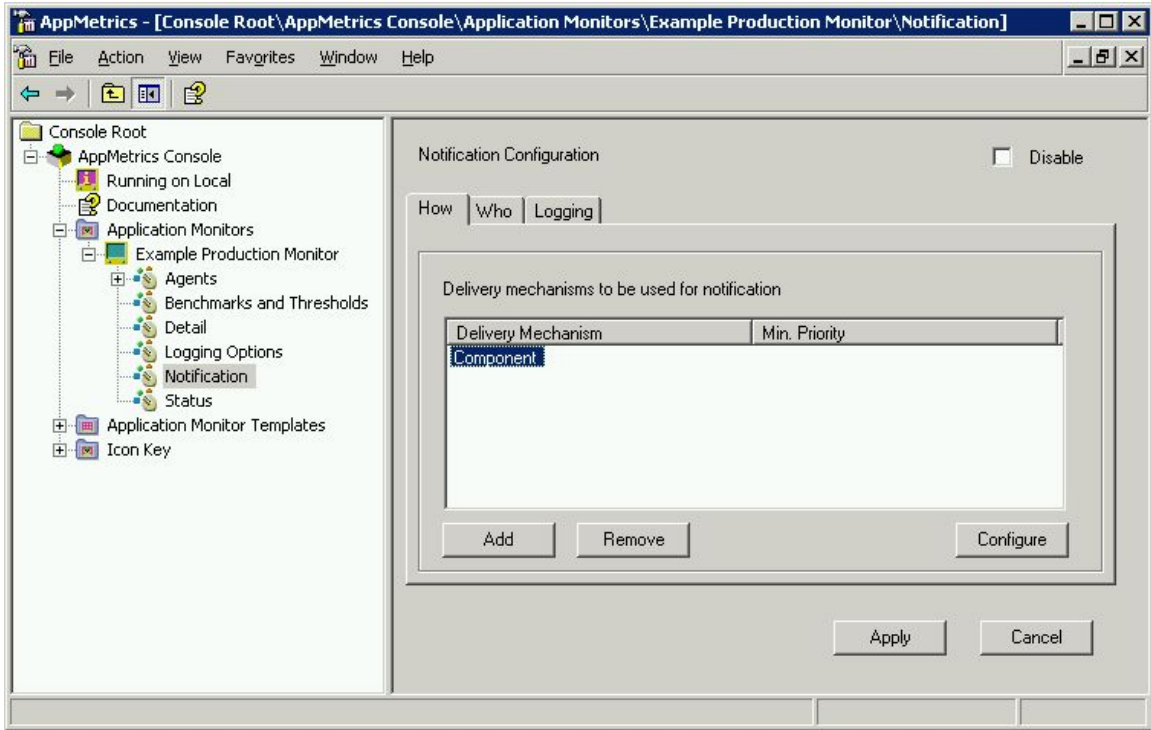 AppMetrics - [Console Root\AppMetrics Console\Application Monitors\Example Production Monitor\Notification]
File Action View Favorites Window Help
Console Root
AppMetrics Console
Running on Local
Documentation
Application Monitors
Example Production Monitor
Agents
Benchmarks and Thresholds
Detail
Logging Options
Notification
Status
Application Monitor Templates
Icon Key
Notification Configuration
Disable
How Who Logging
Delivery mechanisms to be used for notification
Delivery Mechanism Min. Priority
Component
Add Remove Configure
Apply Cancel